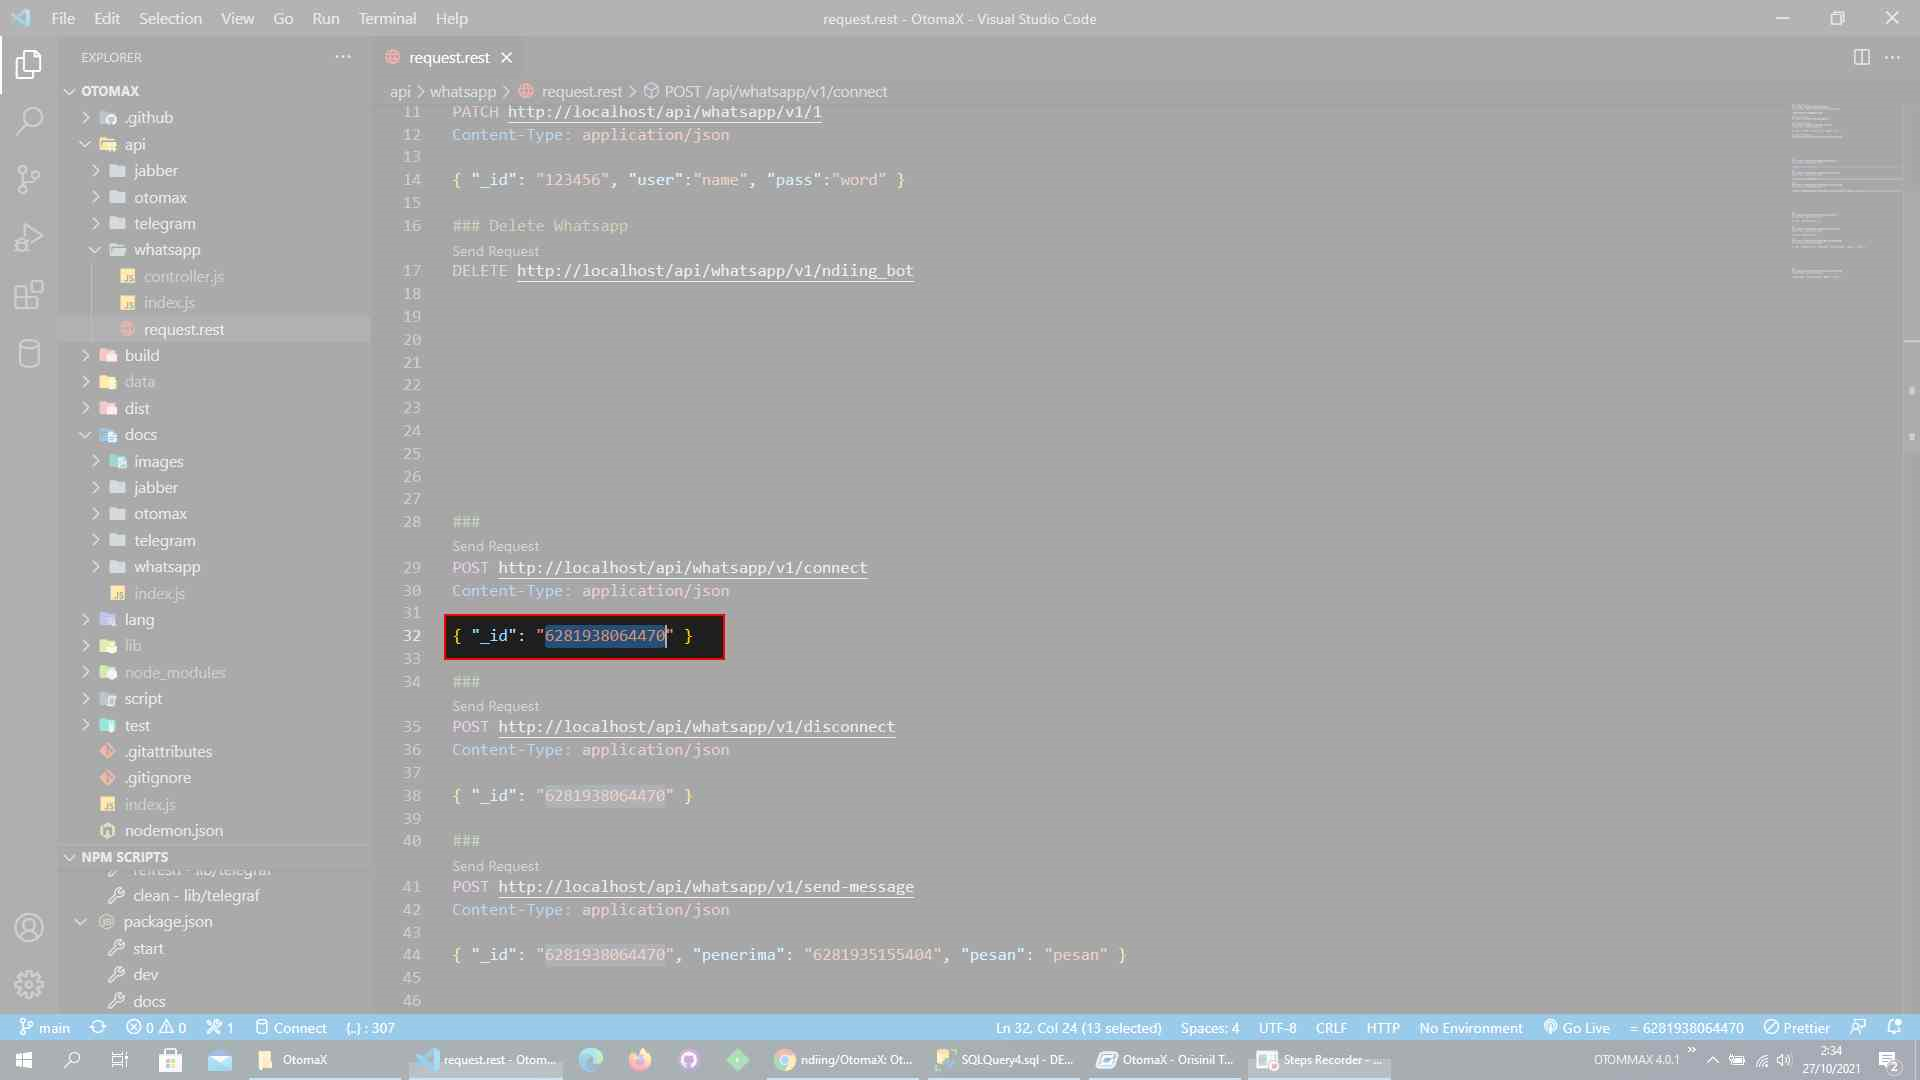 File Edit Selection View Go Run Terminal Help
request.rest - OtomaX - Visual Studio Code
EXPLORER
OTOMAX
.github
api
jabber
otomax
telegram
whatsapp
controller.js
index.js
request.rest
build
data
dist
docs
images
jabber
otomax
telegram
whatsapp
index.js
lang
lib
node_modules
script
test
.gitattributes
.gitignore
index.js
nodemon.json
NPM SCRIPTS
refresh - lib/telegraf
clean - lib/telegraf
package.json
start
dev
docs
request.rest
api > whatsapp > request.rest > POST /api/whatsapp/v1/connect
11 PATCH http://localhost/api/whatsapp/v1/1
12 Content-Type: application/json
13
14 { "_id": "123456", "user":"name", "pass":"word" }
15
16 ### Delete Whatsapp
Send Request
17 DELETE http://localhost/api/whatsapp/v1/ndiing_bot
18
19
20
21
22
23
24
25
26
27
28 ###
Send Request
29 POST http://localhost/api/whatsapp/v1/connect
30 Content-Type: application/json
31
32 { "_id": "6281938064470" }
33
34 ###
Send Request
35 POST http://localhost/api/whatsapp/v1/disconnect
36 Content-Type: application/json
37
38 { "_id": "6281938064470" }
39
40 ###
Send Request
41 POST http://localhost/api/whatsapp/v1/send-message
42 Content-Type: application/json
43
44 { "_id": "6281938064470", "penerima": "6281935155404", "pesan": "pesan" }
45
46
main 0 0 1 Connect {..} : 307
Ln 32, Col 24 (13 selected) Spaces: 4 UTF-8 CRLF HTTP No Environment Go Live = 6281938064470 Prettier
OtomaX
request.rest - Otom...
ndiing/OtomaX: Ot...
SQLQuery4.sql - DE...
OtomaX - Orisinil T...
Steps Recorder - ...
OTOMMAX 4.0.1
2:34
27/10/2021
2